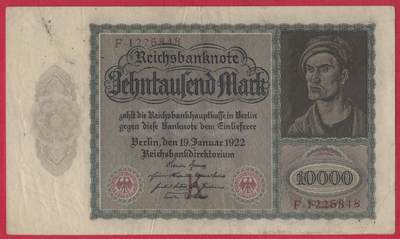 F·1225848
Reichsbanknote
Zehntausend Mark
zahlt die Reichsbankhauptkasse in Berlin
gegen diese Banknote dem Einlieferer
Berlin, den 19. Januar 1922
Reichsbankdirektorium
10000
F·1225848